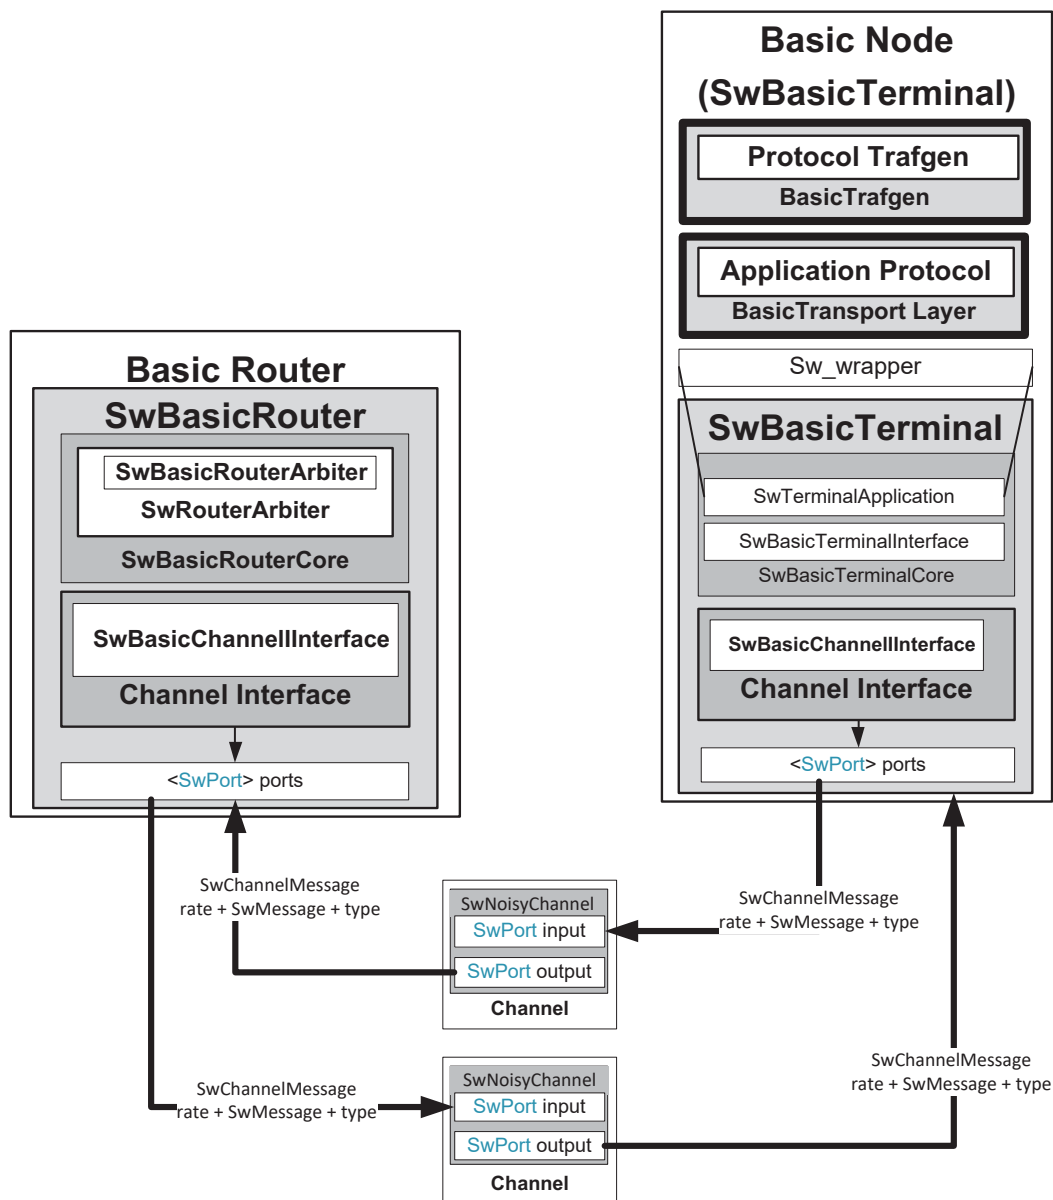 Basic Node
(SwBasicTerminal)
Protocol Trafgen
BasicTrafgen
Application Protocol
BasicTransport Layer
Sw_wrapper
SwBasicTerminal
SwTerminalApplication
SwBasicTerminalInterface
SwBasicTerminalCore
SwBasicChannelIInterface
Channel Interface
<SwPort> ports
Basic Router
SwBasicRouter
SwBasicRouterArbiter
SwRouterArbiter
SwBasicRouterCore
SwBasicChannelIInterface
Channel Interface
<SwPort> ports
SwChannelMessage
rate + SwMessage + type
SwNoisyChannel
SwPort input
SwPort output
Channel
SwChannelMessage
rate + SwMessage + type
SwChannelMessage
rate + SwMessage + type
SwNoisyChannel
SwPort input
SwPort output
Channel
SwChannelMessage
rate + SwMessage + type